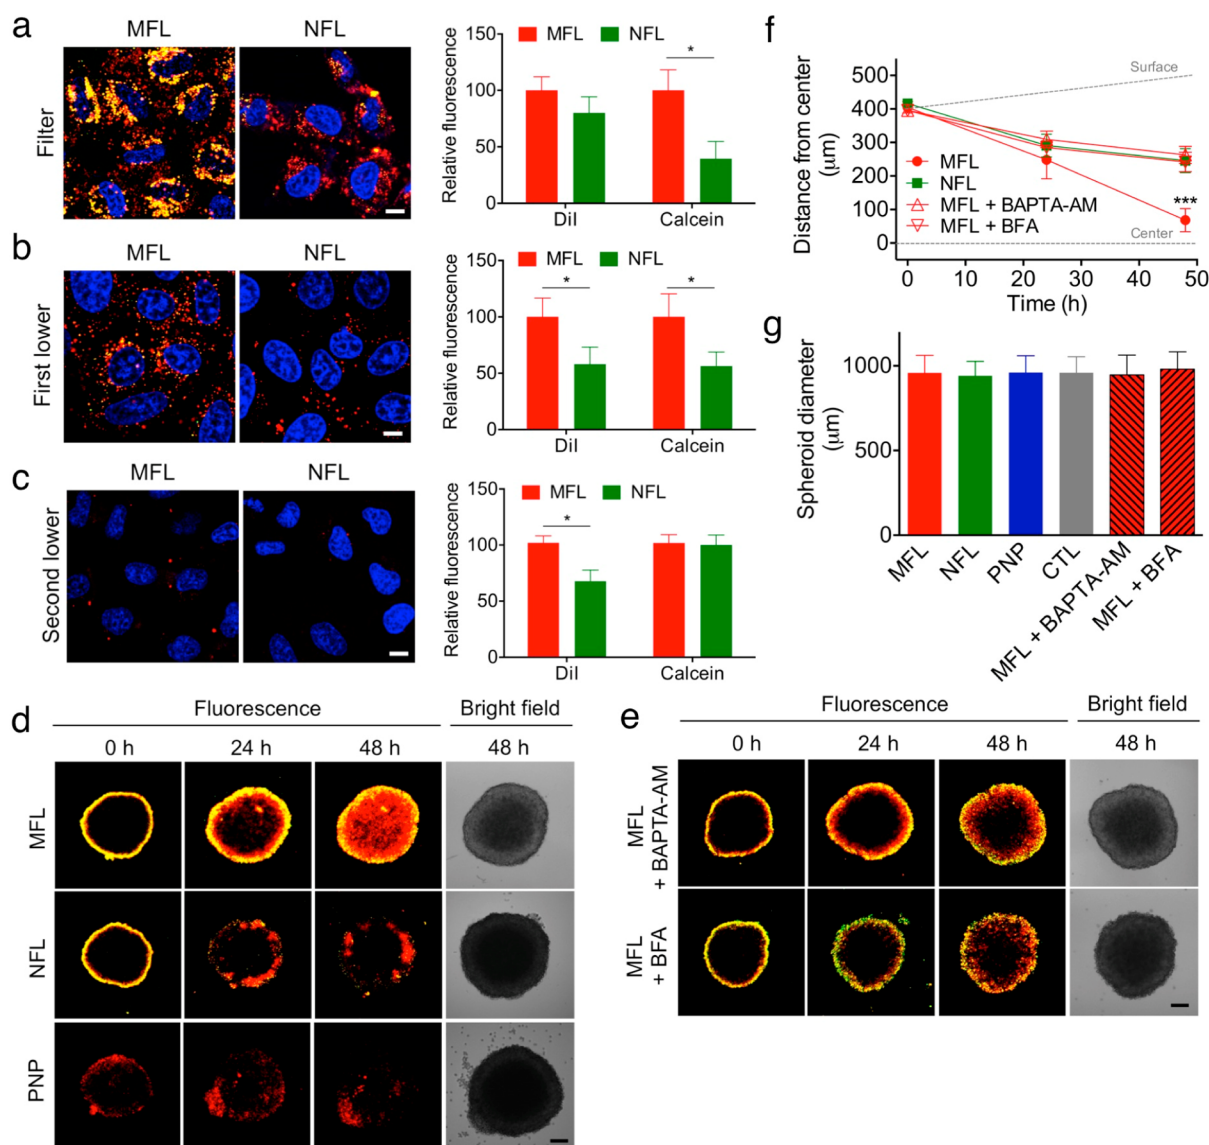 a
MFL NFL
Filter
Relative fluorescence
150
100
50
0
MFL NFL
*
DiI Calcein
b
MFL NFL
First lower
Relative fluorescence
150
100
50
0
MFL NFL
* *
DiI Calcein
c
MFL NFL
Second lower
Relative fluorescence
150
100
50
0
MFL NFL
*
DiI Calcein
d
Fluorescence Bright field
0 h 24 h 48 h 48 h
MFL
NFL
PNP
e
Fluorescence Bright field
0 h 24 h 48 h 48 h
MFL
+ BAPTA-AM
MFL
+ BFA
f
Distance from center
(μm)
500
400
300
200
100
0
Surface
MFL
NFL
MFL + BAPTA-AM
MFL + BFA
***
Center
0 10 20 30 40 50
Time (h)
g
Spheroid diameter
(μm)
1000
500
0
MFL
NFL
PNP
CTL
MFL + BAPTA-AM
MFL + BFA